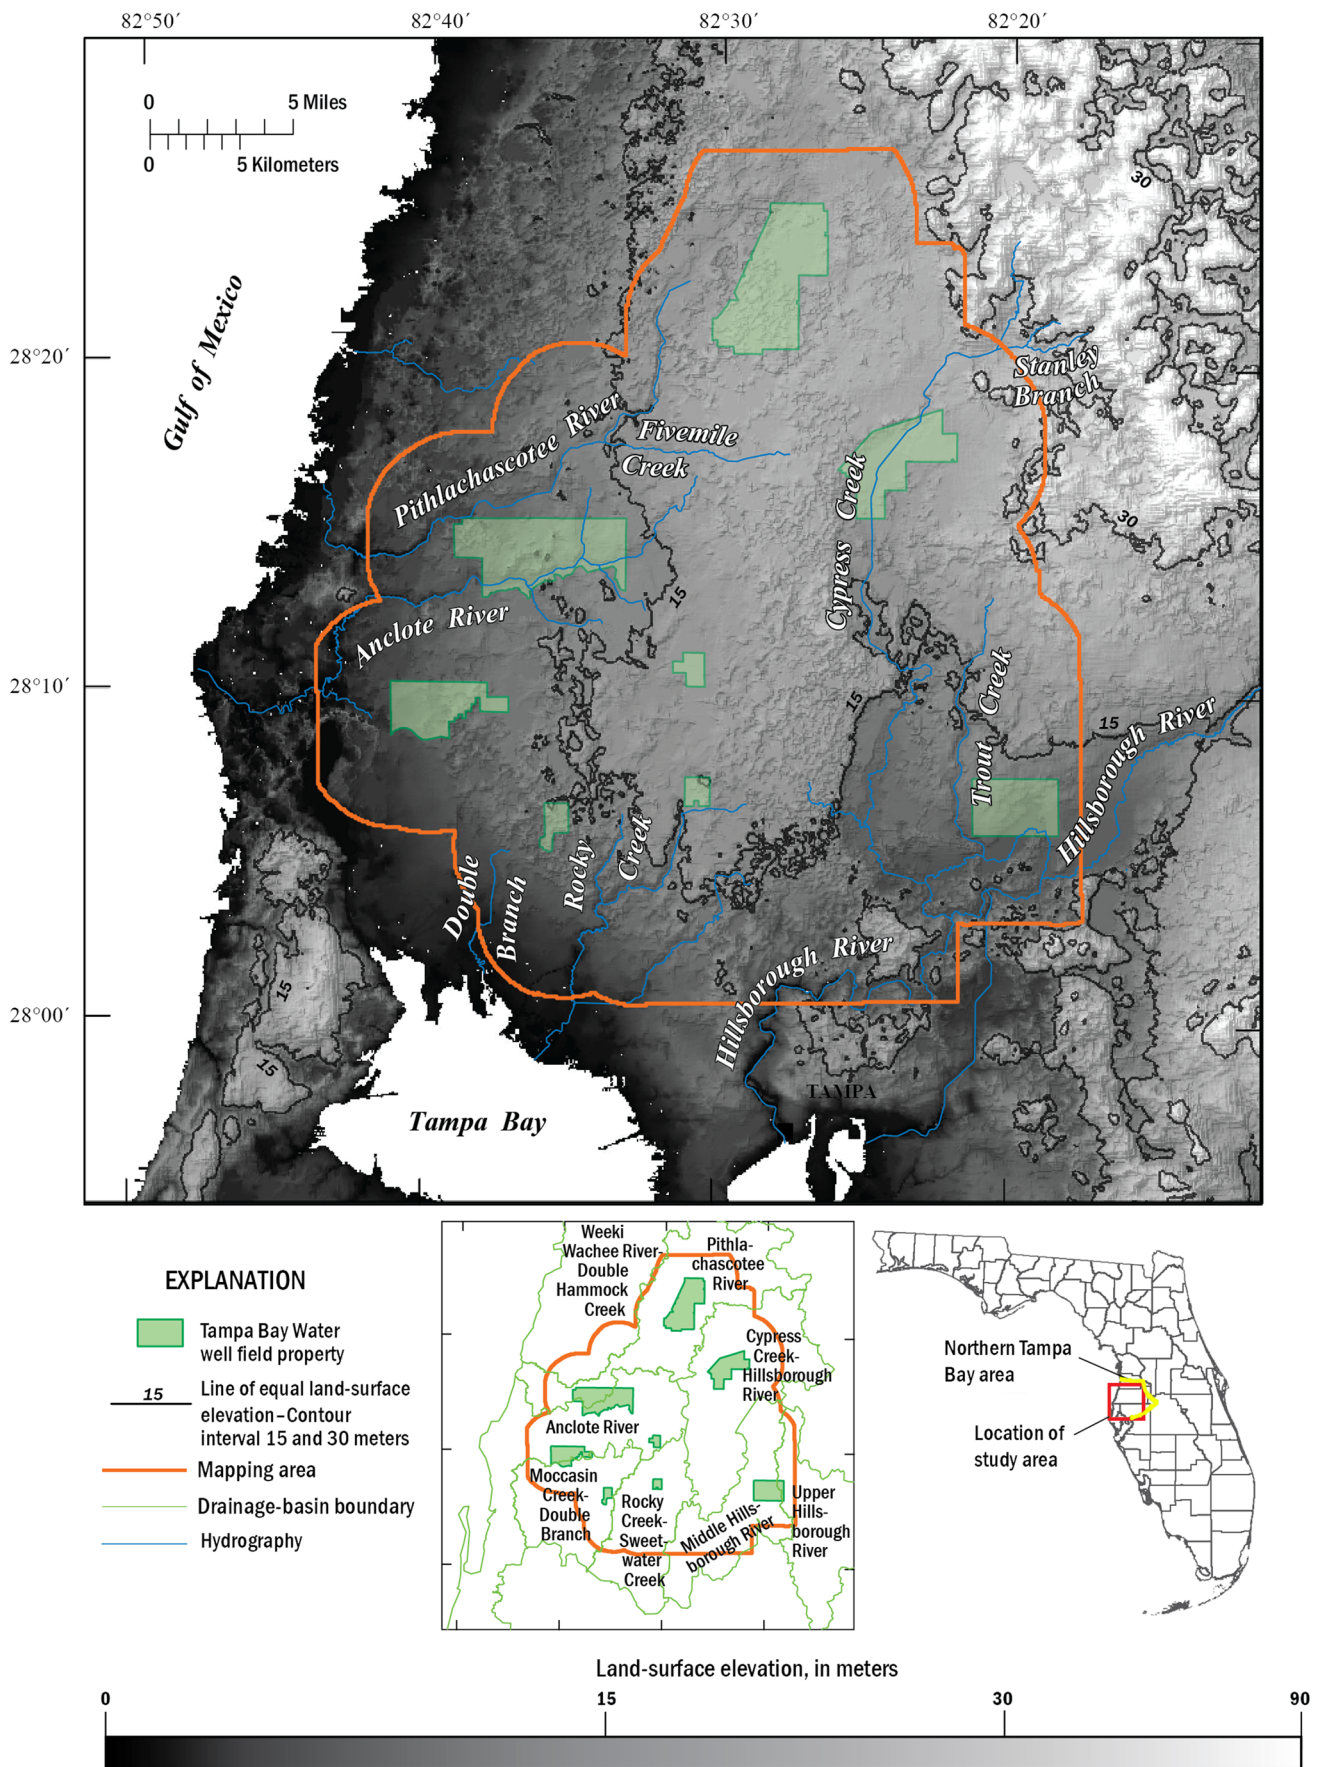 82°50′
82°40′
82°30′
82°20′
0
5 Miles
0
5 Kilometers
30
Gulf of Mexico
28°20′
Stanley
Branch
Pithlachascotee River
Fivemile
Creek
Cypress Creek
30
15
Anclote River
28°10′
Trout Creek
15
15
Hillsborough River
Double
Branch
Rocky
Creek
Hillsborough River
15
28°00′
15
TAMPA
Tampa Bay
EXPLANATION
Tampa Bay Water
well field property
15
Line of equal land-surface
elevation–Contour
interval 15 and 30 meters
Mapping area
Drainage-basin boundary
Hydrography
Weeki
Wachee River-
Double
Hammock
Creek
Pithla-
chascotee
River
Cypress
Creek-
Hillsborough
River
Anclote River
Moccasin
Creek-
Double
Branch
Rocky
Creek-
Sweet-
water
Creek
Middle Hills-
borough River
Upper
Hills-
borough
River
Northern Tampa
Bay area
Location of
study area
Land-surface elevation, in meters
0
15
30
90